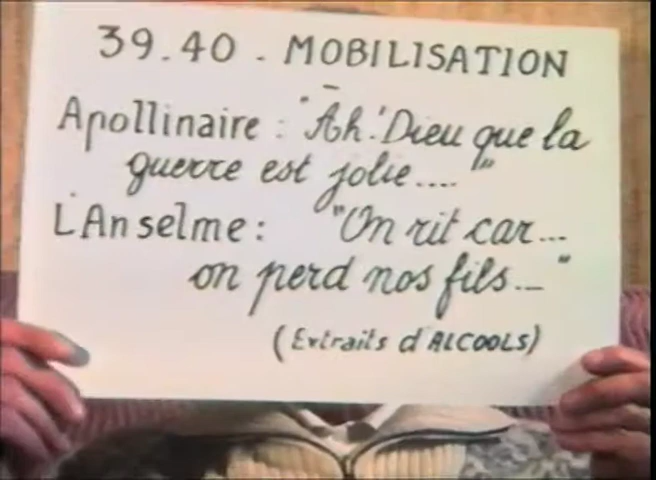 39.40 - MOBILISATION
Apollinaire : "Ah! Dieu que la
guerre est jolie...."
L'Anselme : "On rit car...
on perd nos fils..."
(Extraits d'ALCOOLS)